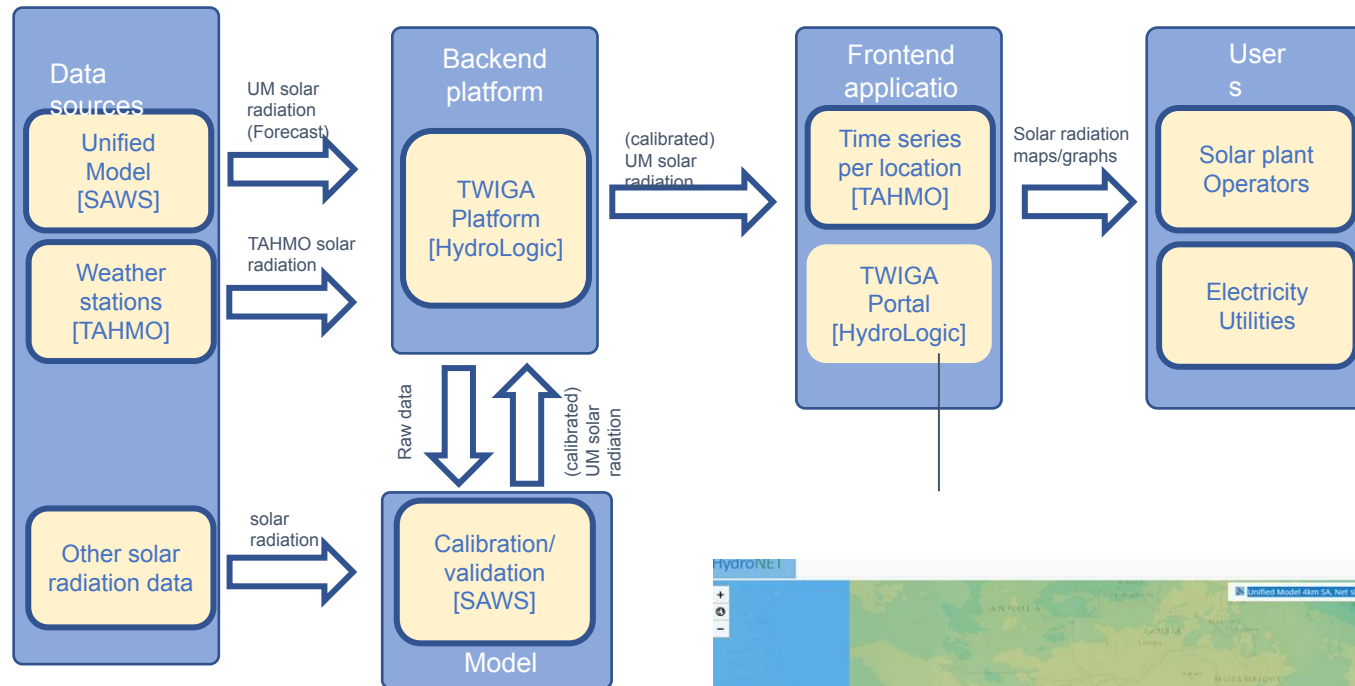 Data
sources
Unified
Model
[SAWS]
Weather
stations
[TAHMO]
Other solar
radiation data
UM solar
radiation
(Forecast)
TAHMO solar
radiation
solar
radiation
Backend
platform
TWIGA
Platform
[HydroLogic]
Raw data
(calibrated)
UM solar
radiation
Calibration/
validation
[SAWS]
Model
(calibrated)
UM solar
radiation
Frontend
applicatio
Time series
per location
[TAHMO]
TWIGA
Portal
[HydroLogic]
Solar radiation
maps/graphs
User
s
Solar plant
Operators
Electricity
Utilities
HydroNET
+
−
Unified Model 4km SA, Net s
ANGOLA
ZAMBIA
MOZAMBIQUE